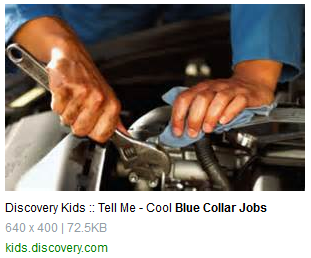 Discovery Kids :: Tell Me - Cool Blue Collar Jobs
640 x 400 | 72.5KB
kids.discovery.com